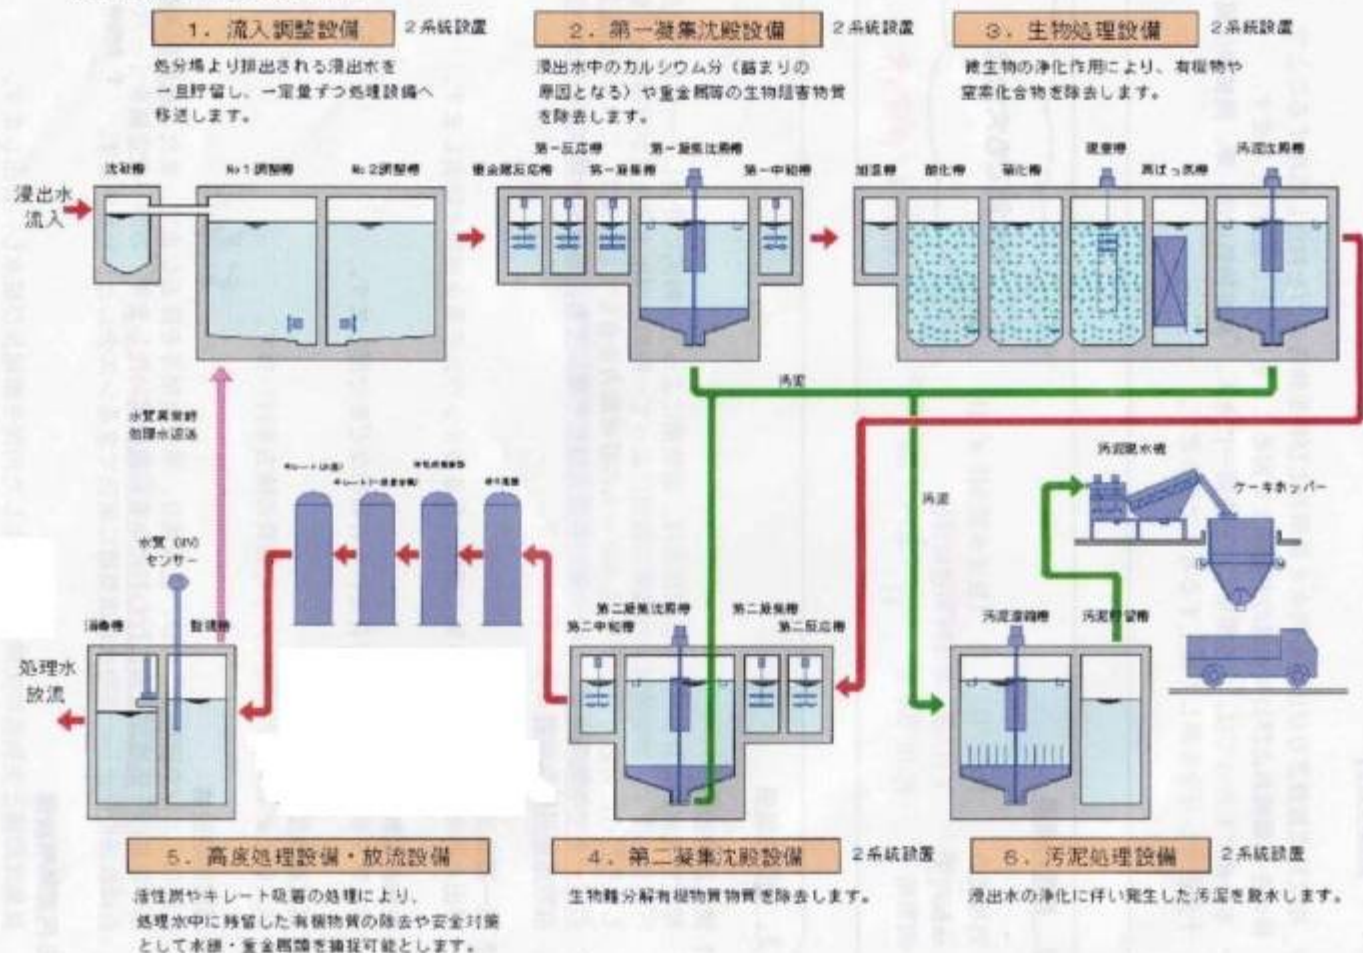 1．流入調整設備 2系統設置
処分場より排出される浸出水を
一旦貯留し、一定量ずつ処理設備へ
移送します。
2．第一凝集沈殿設備 2系統設置
浸出水中のカルシウム分（詰まりの
原因となる）や重金属等の生物阻害物質
を除去します。
3．生物処理設備 2系統設置
微生物の浄化作用により、有機物や
窒素化合物を除去します。
浸出水
流入
沈砂槽
No1調整槽
No2調整槽
重金属反応槽
第一反応槽
第一凝集槽
第一凝集沈殿槽
第一中和槽
加温槽
酸化槽
硝化槽
脱窒槽
再ばっ気槽
汚泥沈殿槽
汚泥
水質異常時
処理水返送
水質（UV）
センサー
消毒槽
監視槽
処理水
放流
キレート（水銀）
第二凝集沈殿槽
第二中和槽
第二凝集槽
第二反応槽
汚泥
汚泥脱水機
ケーキホッパー
汚泥濃縮槽
汚泥貯留槽
5．高度処理設備・放流設備
活性炭やキレート吸着の処理により、
処理水中に残留した有機物質の除去や安全対策
として水銀・重金属類を捕捉可能とします。
4．第二凝集沈殿設備 2系統設置
生物難分解有機物質物質を除去します。
6．汚泥処理設備 2系統設置
浸出水の浄化に伴い発生した汚泥を脱水します。